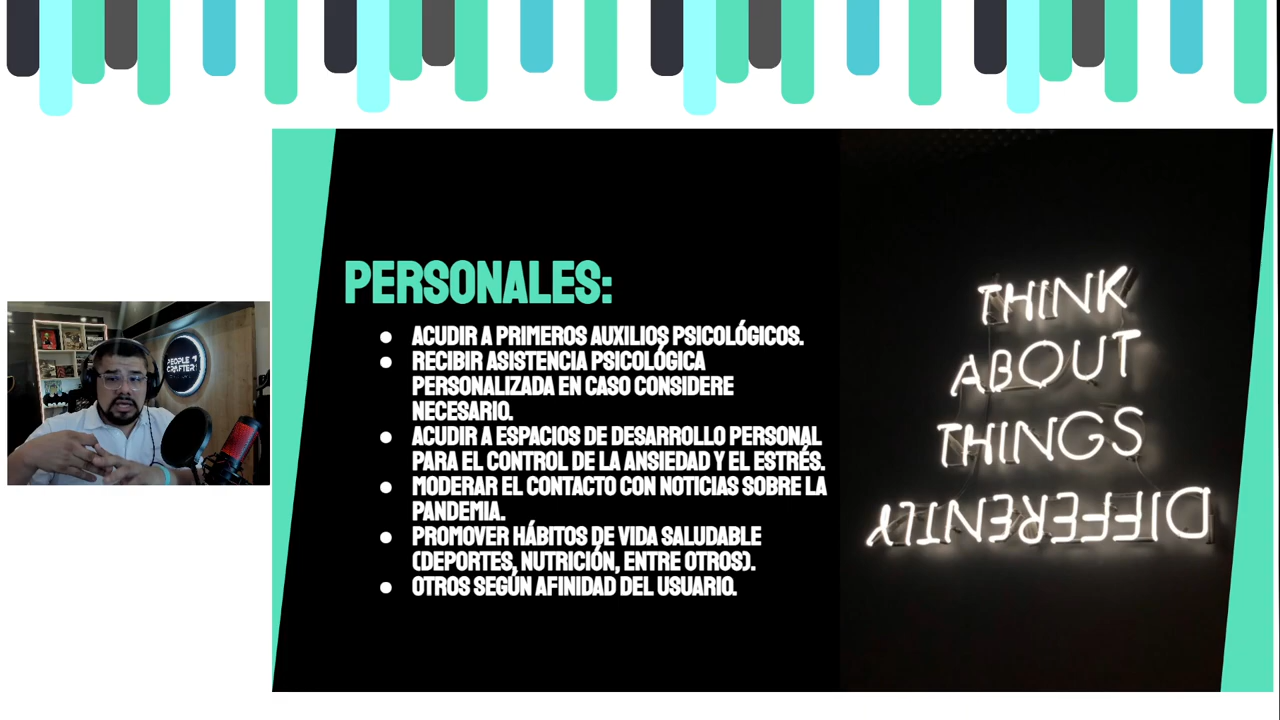 PERSONALES:
ACUDIR A PRIMEROS AUXILIOS PSICOLÓGICOS.
RECIBIR ASISTENCIA PSICOLÓGICA
PERSONALIZADA EN CASO CONSIDERE
NECESARIO.
ACUDIR A ESPACIOS DE DESARROLLO PERSONAL
PARA EL CONTROL DE LA ANSIEDAD Y EL ESTRÉS.
MODERAR EL CONTACTO CON NOTICIAS SOBRE LA
PANDEMIA.
PROMOVER HÁBITOS DE VIDA SALUDABLE
(DEPORTES, NUTRICIÓN, ENTRE OTROS).
OTROS SEGÚN AFINIDAD DEL USUARIO.
THINK
ABOUT
THINGS
DIFFERENTLY
PEOPLE
CRAFTER